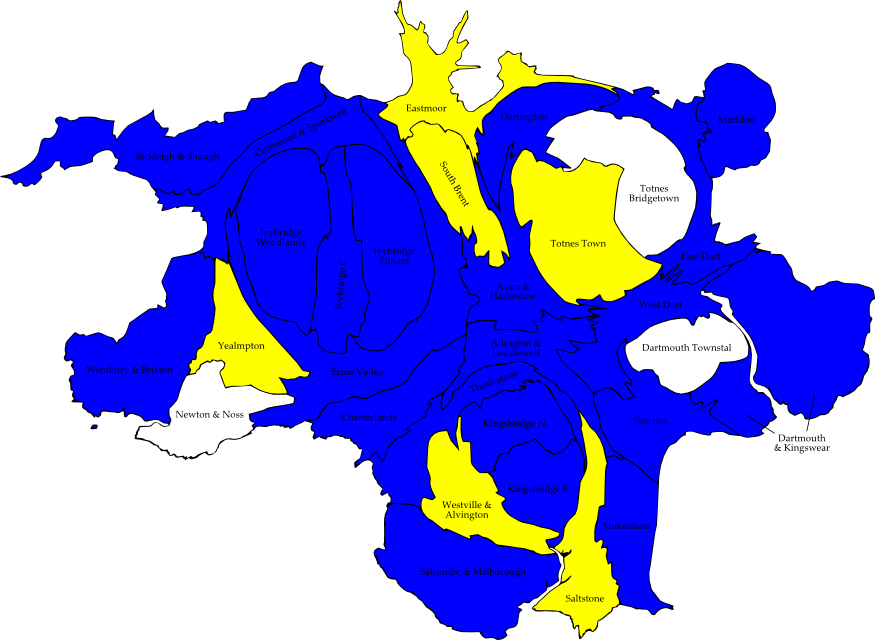 Eastmoor
Dartington
Marldon
Cornwood & Sparkwell
Bickleigh & Shaugh
South Brent
Totnes
Bridgetown
Ivybridge
Woodlands
Totnes Town
Ivybridge
Filham
East Dart
Ivybridge C
Avon &
Harbourne
West Dart
Yealmpton
Allington &
Loddiswell
Dartmouth Townstal
Wembury & Brixton
Erme Valley
Thurlestone
Newton & Noss
Charterlands
Kingsbridge N.
Skerries
Dartmouth
& Kingswear
Kingsbridge E.
Westville &
Alvington
Stokenham
Salcombe & Malborough
Saltstone